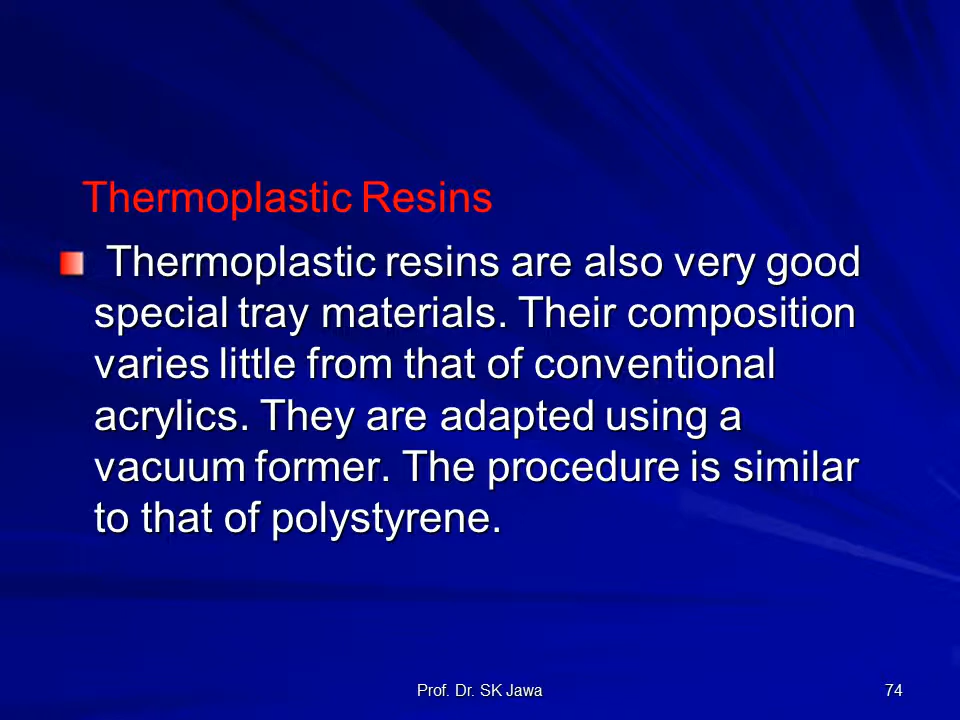 Thermoplastic Resins
Thermoplastic resins are also very good
special tray materials. Their composition
varies little from that of conventional
acrylics. They are adapted using a
vacuum former. The procedure is similar
to that of polystyrene.
Prof. Dr. SK Jawa
74